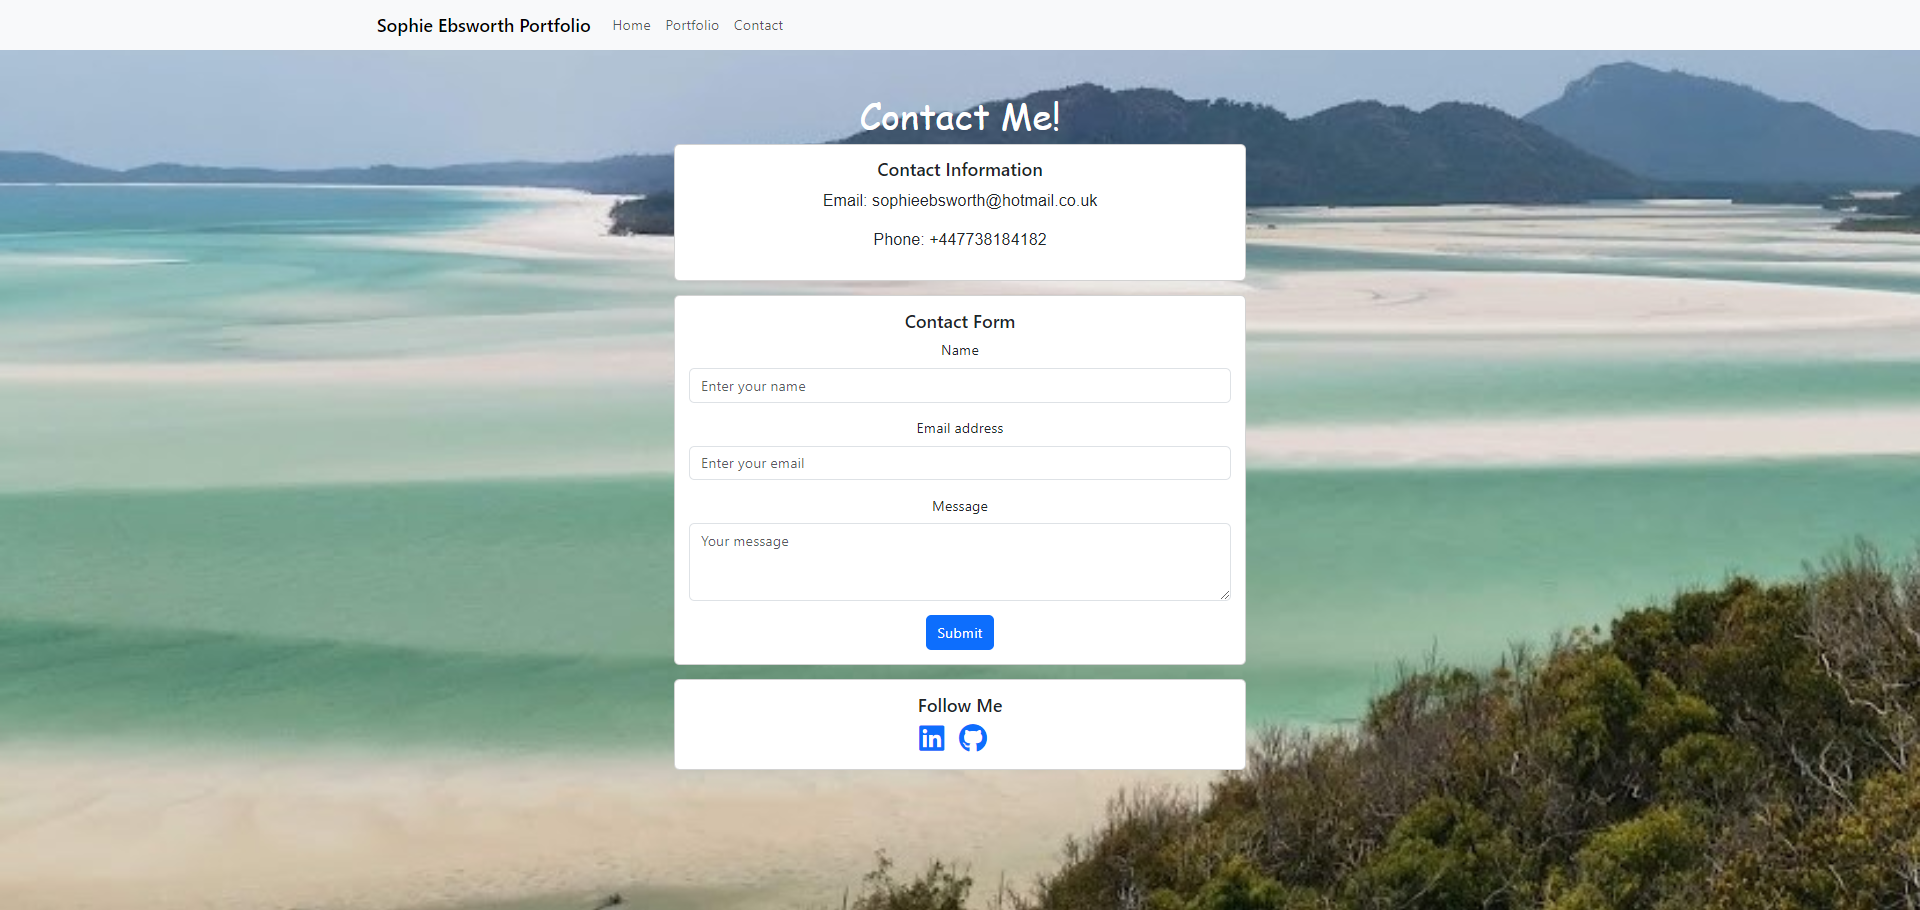 Sophie Ebsworth Portfolio Home Portfolio Contact
Contact Me!
Contact Information
Email: sophieebsworth@hotmail.co.uk
Phone: +447738184182
Contact Form
Name
Enter your name
Email address
Enter your email
Message
Your message
Submit
Follow Me
in